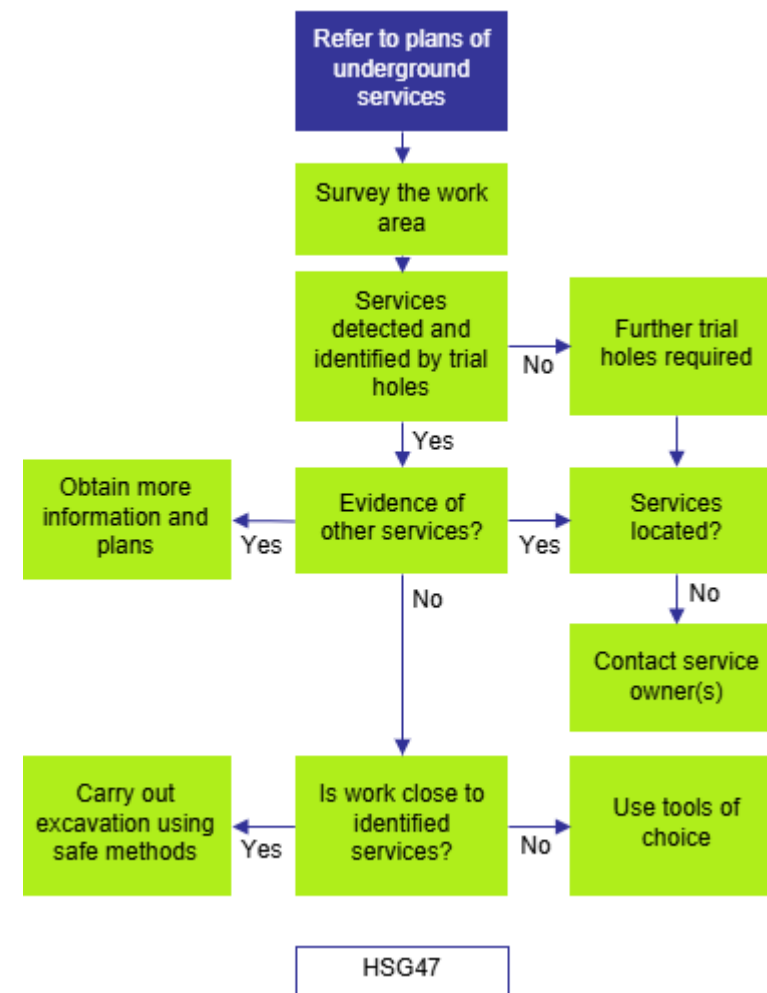 Refer to plans of
underground
services
Survey the work
area
Services
detected and
identified by trial
holes
No
Further trial
holes required
Yes
Obtain more
information and
plans
Yes
Evidence of
other services?
Yes
Services
located?
No
No
Contact service
owner(s)
Carry out
excavation using
safe methods
Yes
Is work close to
identified
services?
No
Use tools of
choice
HSG47